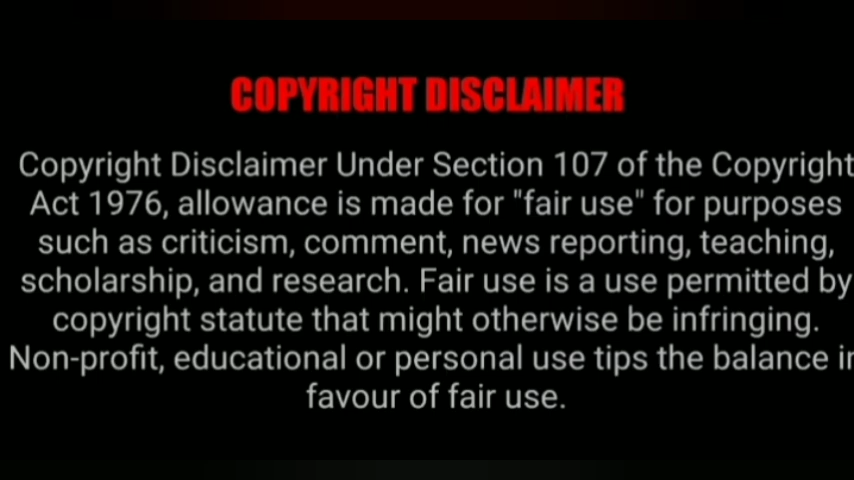 COPYRIGHT DISCLAIMER
Copyright Disclaimer Under Section 107 of the Copyright
Act 1976, allowance is made for "fair use" for purposes
such as criticism, comment, news reporting, teaching,
scholarship, and research. Fair use is a use permitted by
copyright statute that might otherwise be infringing.
Non-profit, educational or personal use tips the balance in
favour of fair use.